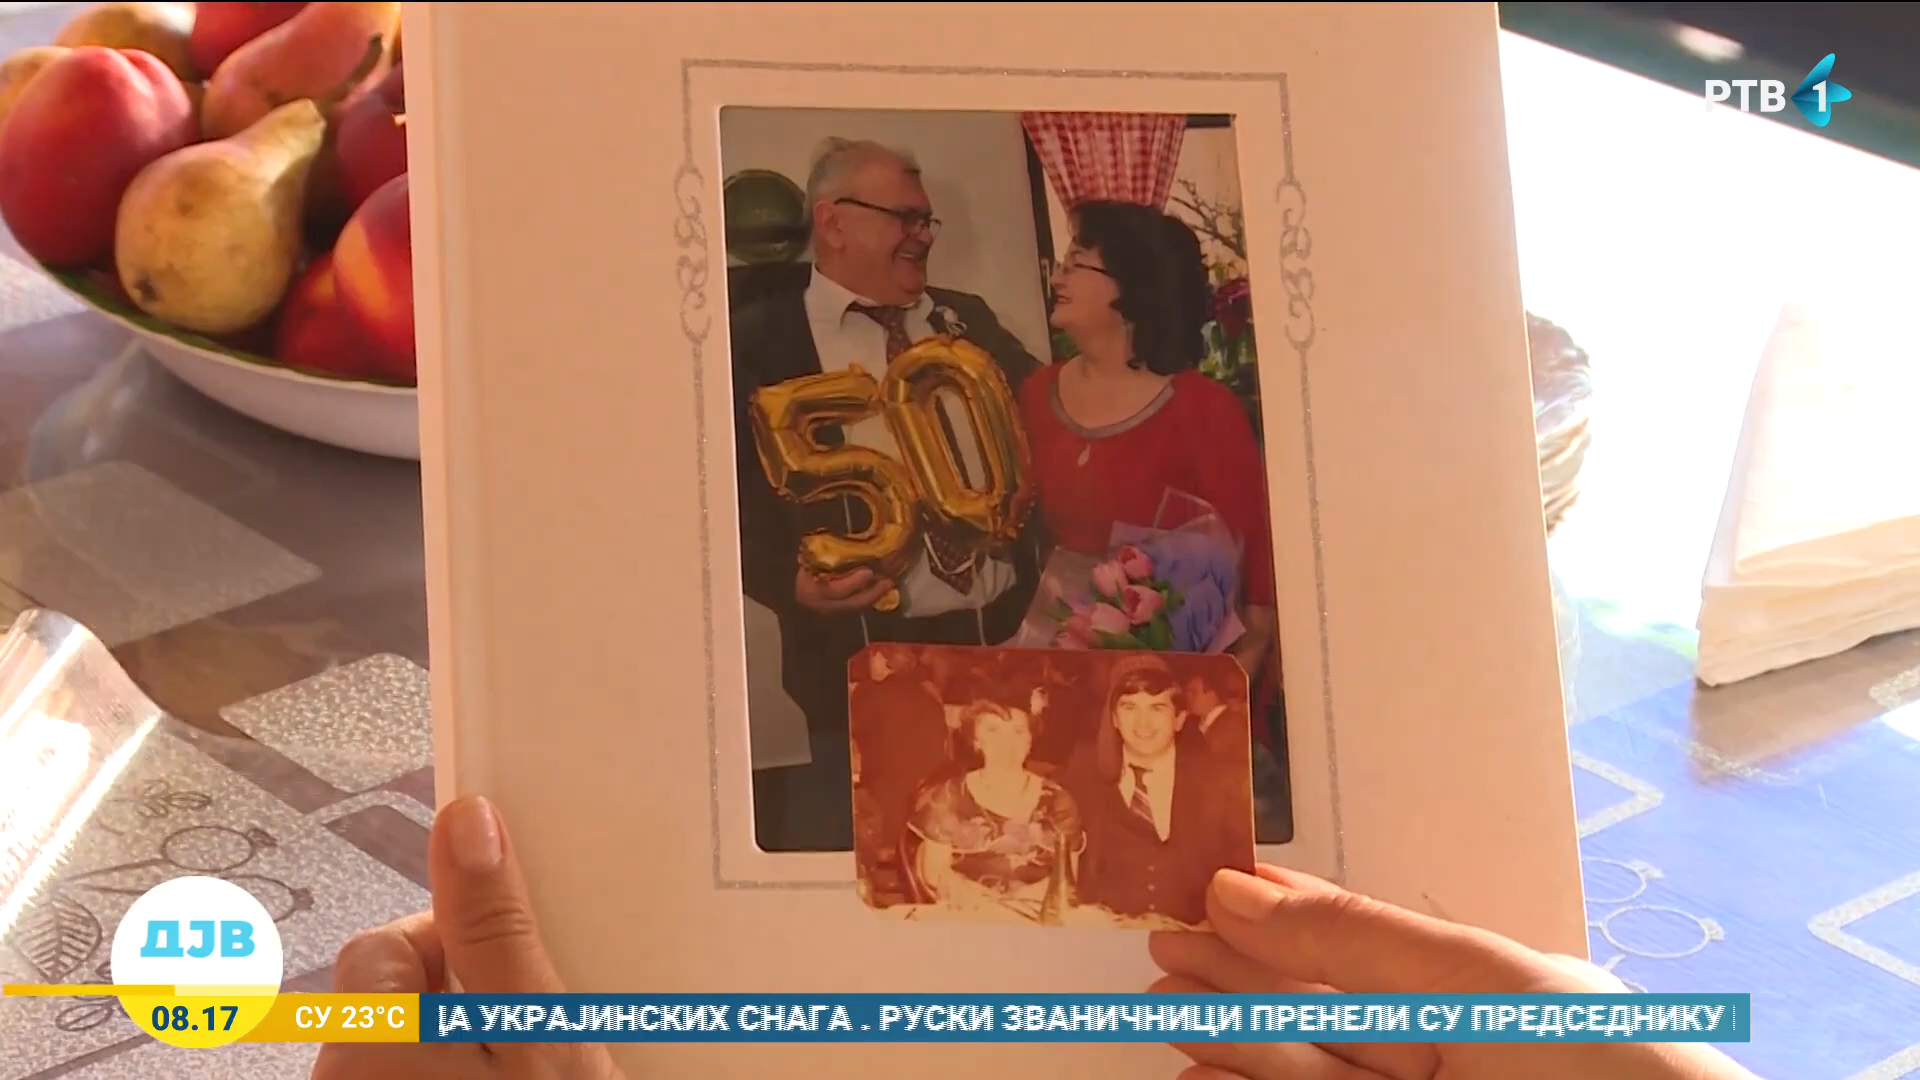 РТВ 1
50
ДЈВ
08.17
СУ 23°C
УКРАЈИНСКИХ СНАГА . РУСКИ ЗВАНИЧНИЦИ ПРЕНЕЛИ СУ ПРЕДСЕДНИКУ